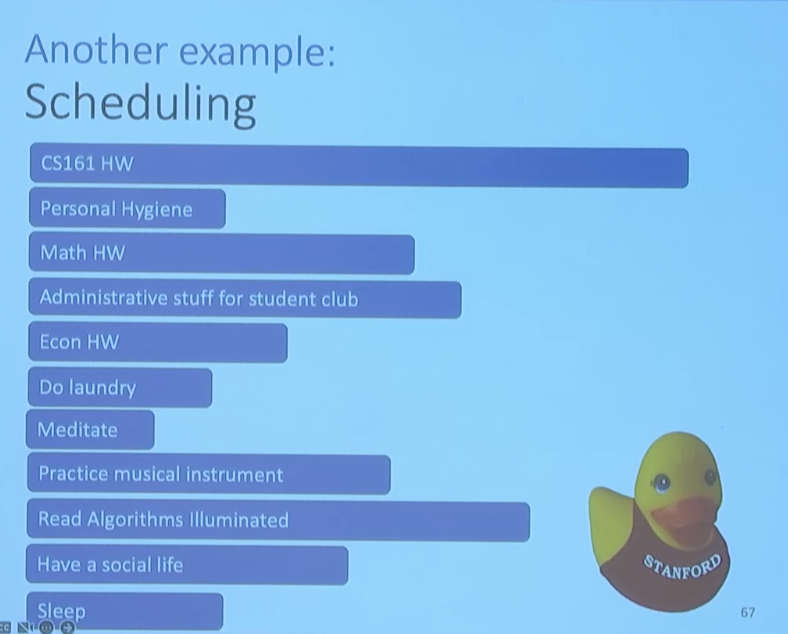 Another example:
Scheduling
CS161 HW
Personal Hygiene
Math HW
Administrative stuff for student club
Econ HW
Do laundry
Meditate
Practice musical instrument
Read Algorithms Illuminated
Have a social life
Sleep
STANFORD
67